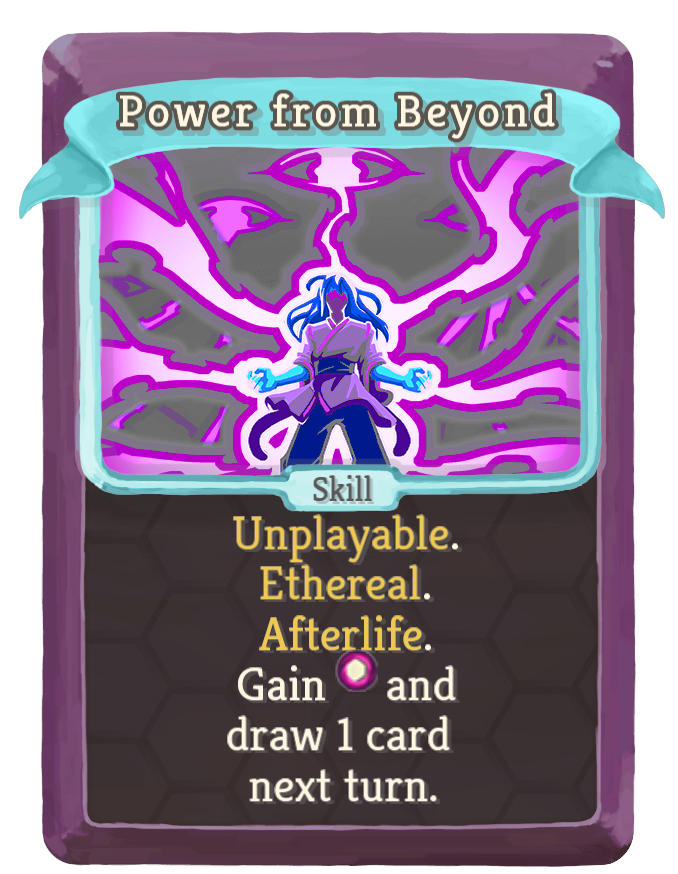 Power from Beyond
Skill
Unplayable.
Ethereal.
Afterlife.
Gain and
draw 1 card
next turn.